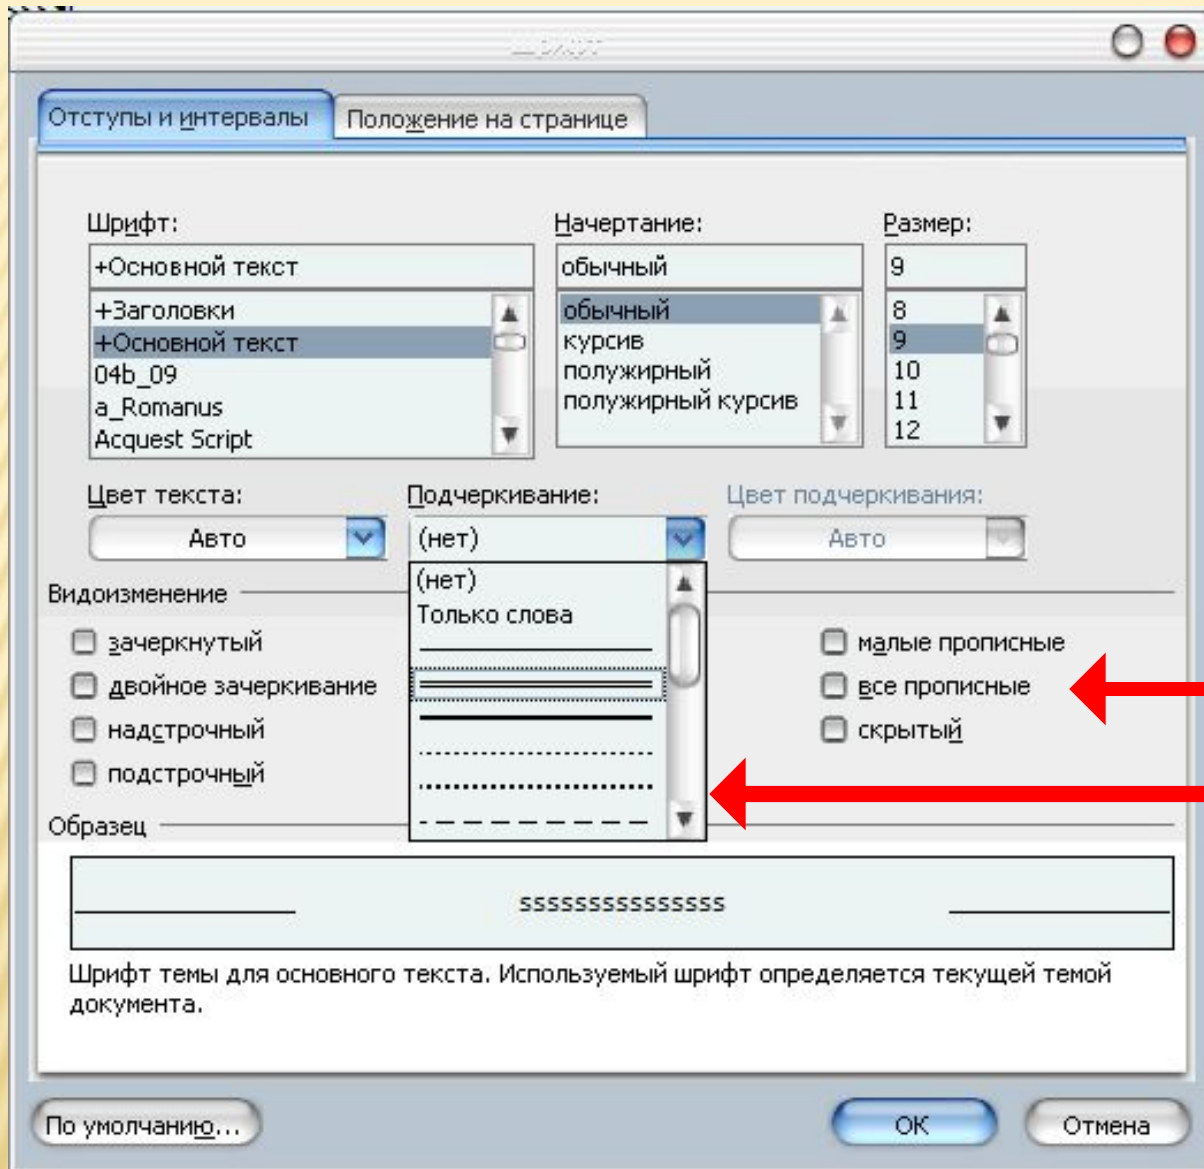 Шрифт
Отступы и интервалы Положение на странице
Шрифт: Начертание: Размер:
+Основной текст обычный 9
+Заголовки обычный 8
+Основной текст курсив 9
04b_09 полужирный 10
a_Romanus полужирный курсив 11
Acquest Script 12
Цвет текста: Подчеркивание: Цвет подчеркивания:
Авто (нет) Авто
(нет)
Видоизменение
Только слова
зачеркнутый малые прописные
двойное зачеркивание все прописные
надстрочный скрытый
подстрочный
Образец
sssssssssssssss
Шрифт темы для основного текста. Используемый шрифт определяется текущей темой
документа.
По умолчанию... ОК Отмена